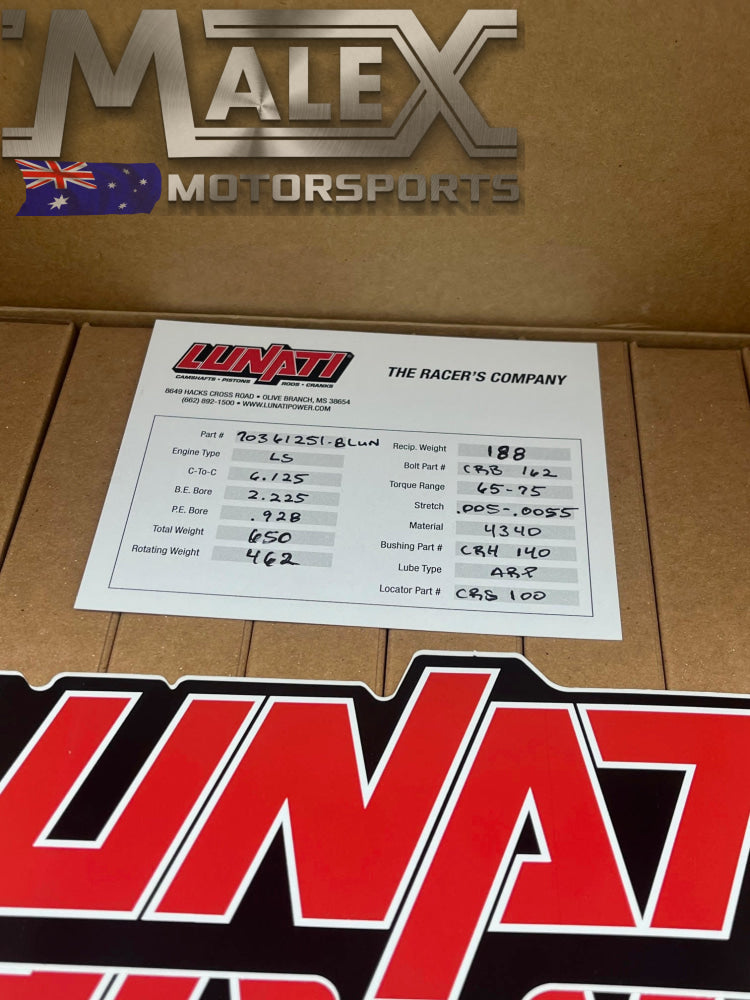 MALEX
MOTORSPORTS
LUNATI
CAMSHAFTS • PISTONS RODS • CRANKS
THE RACER'S COMPANY
8649 HACKS CROSS ROAD • OLIVE BRANCH, MS 38654
(662) 892-1500 • WWW.LUNATIPOWER.COM
Part # 70361251-BLUN
Engine Type LS
C-To-C 6.125
B.E. Bore 2.225
P.E. Bore .928
Total Weight 650
Rotating Weight 462
Recip. Weight 188
Bolt Part # CRB 162
Torque Range 65-75
Stretch .005-.0055
Material 4340
Bushing Part # CRH 140
Lube Type ARP
Locator Part # CRS 100
LUNAT